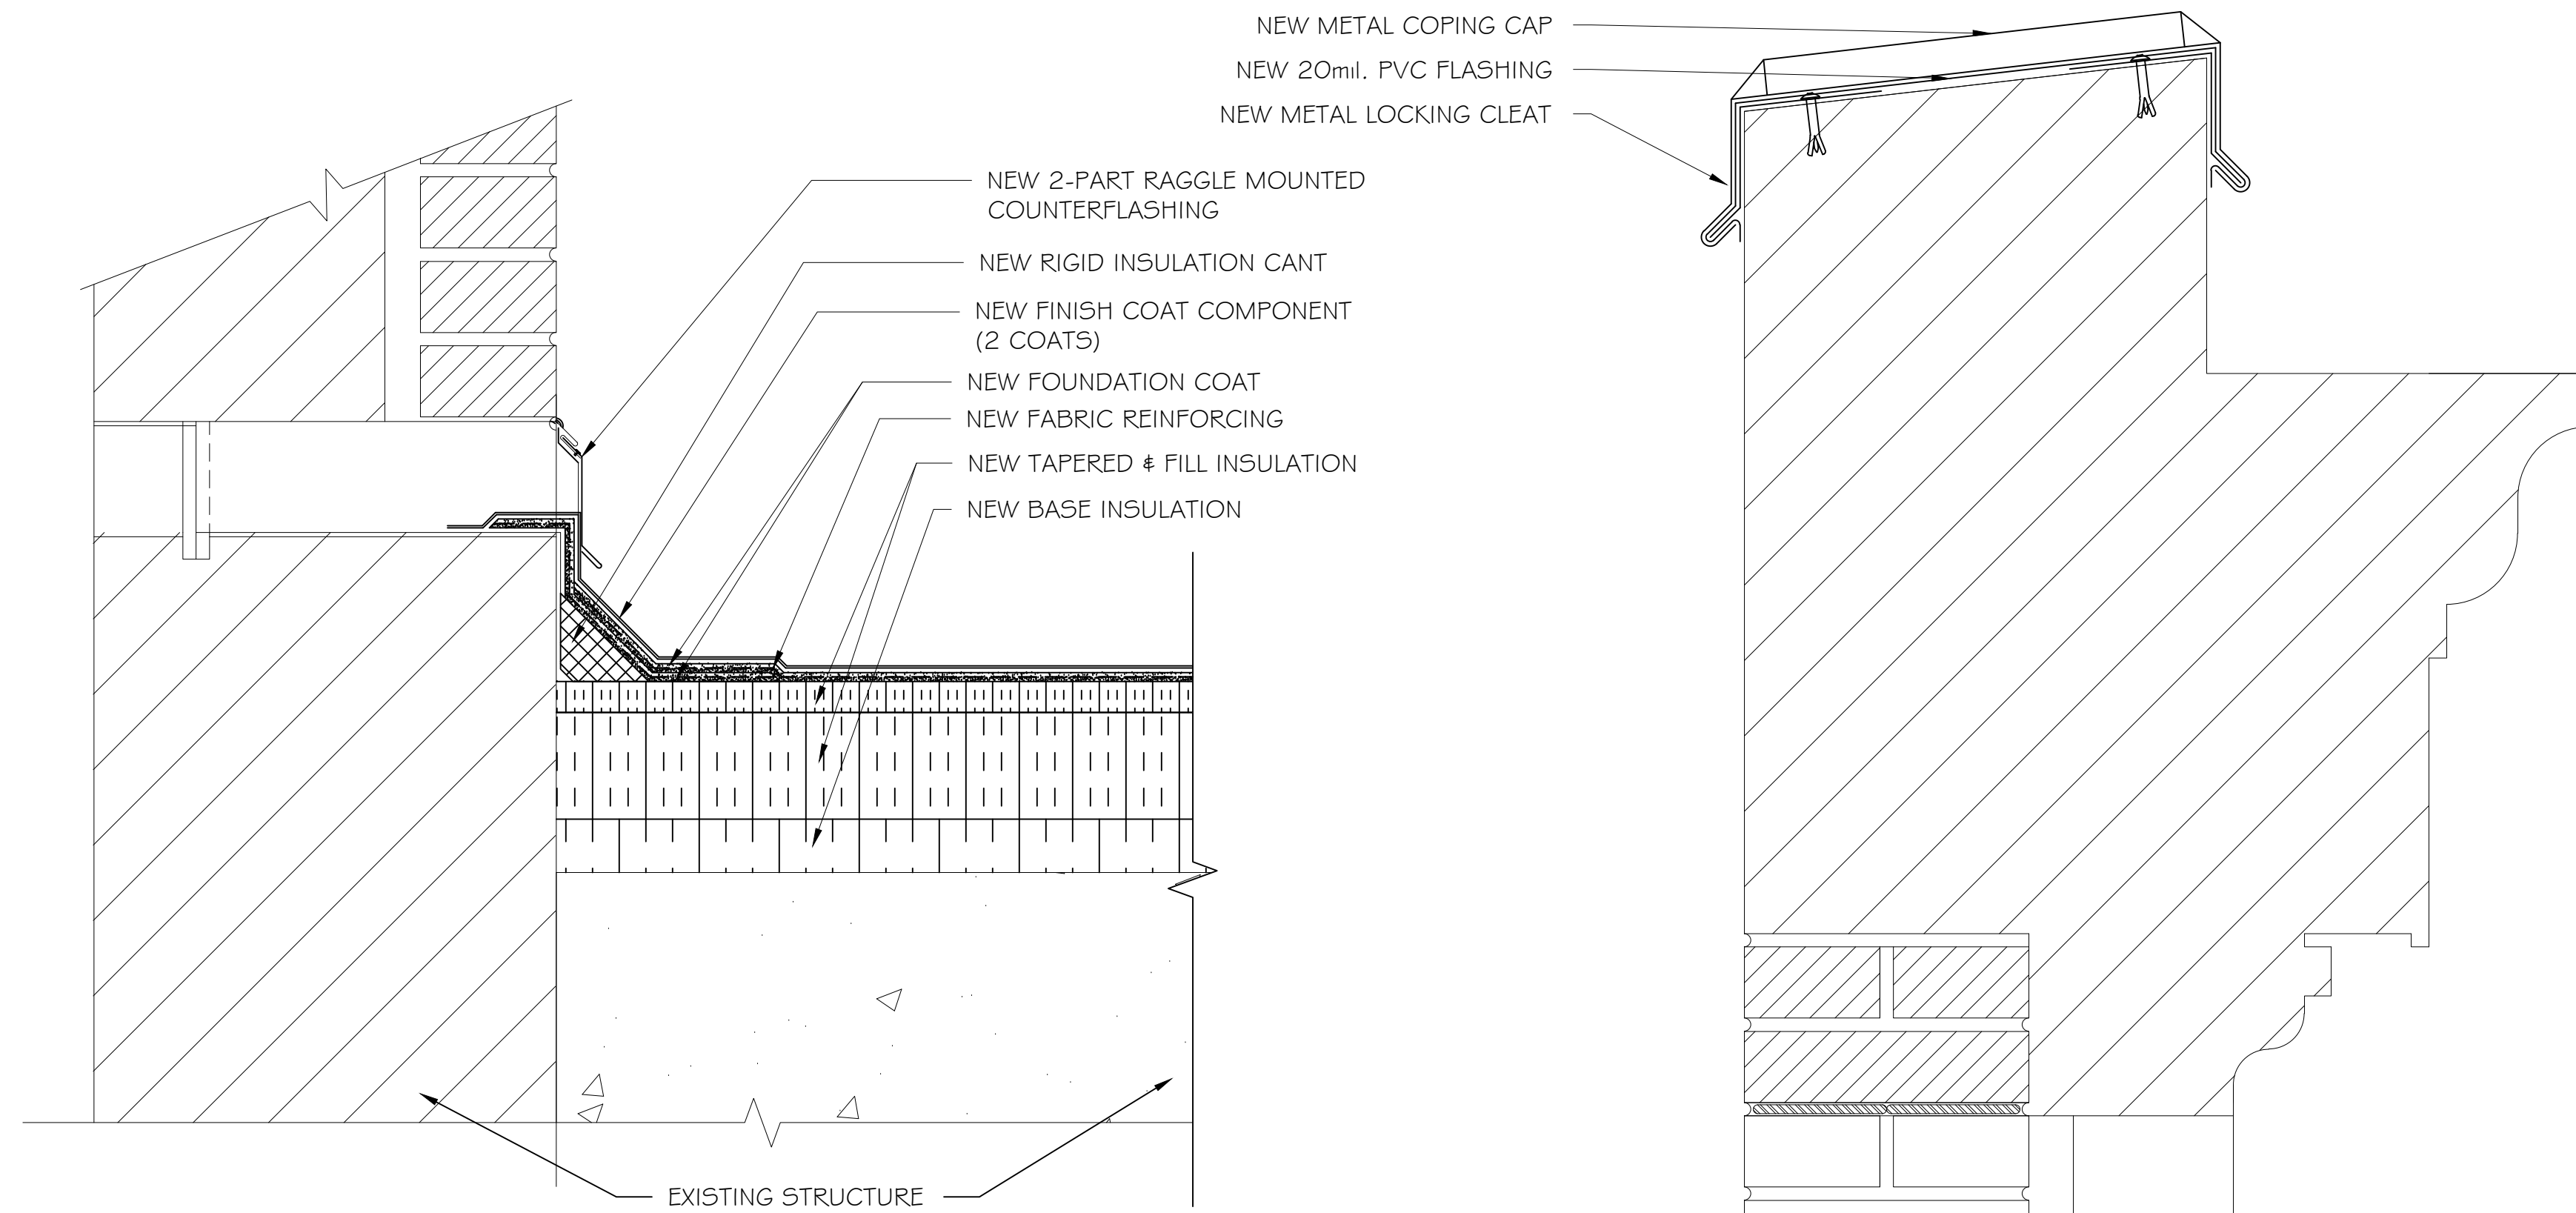 NEW METAL COPING CAP
NEW 20mil. PVC FLASHING
NEW METAL LOCKING CLEAT
NEW 2-PART RAGGLE MOUNTED
COUNTERFLASHING
NEW RIGID INSULATION CANT
NEW FINISH COAT COMPONENT
(2 COATS)
NEW FOUNDATION COAT
NEW FABRIC REINFORCING
NEW TAPERED & FILL INSULATION
NEW BASE INSULATION
EXISTING STRUCTURE